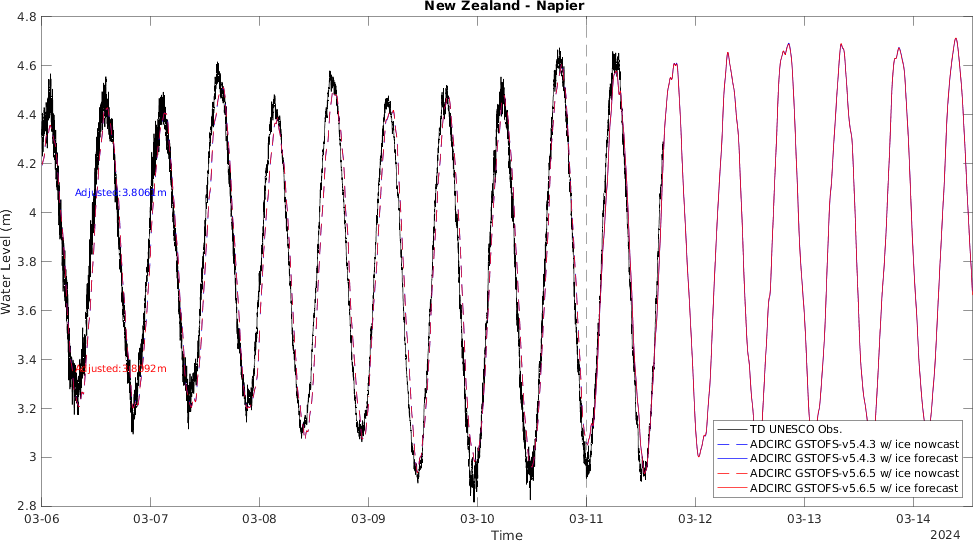 New Zealand - Napier
4.8
4.6
4.4
4.2
4
3.8
3.6
3.4
3.2
3
2.8
Water Level (m)
Adjusted:3.8061m
Adjusted:3.8092m
TD UNESCO Obs.
ADCIRC GSTOFS-v5.4.3 w/ ice nowcast
ADCIRC GSTOFS-v5.4.3 w/ ice forecast
ADCIRC GSTOFS-v5.6.5 w/ ice nowcast
ADCIRC GSTOFS-v5.6.5 w/ ice forecast
03-06 03-07 03-08 03-09 03-10 03-11 03-12 03-13 03-14
Time
2024